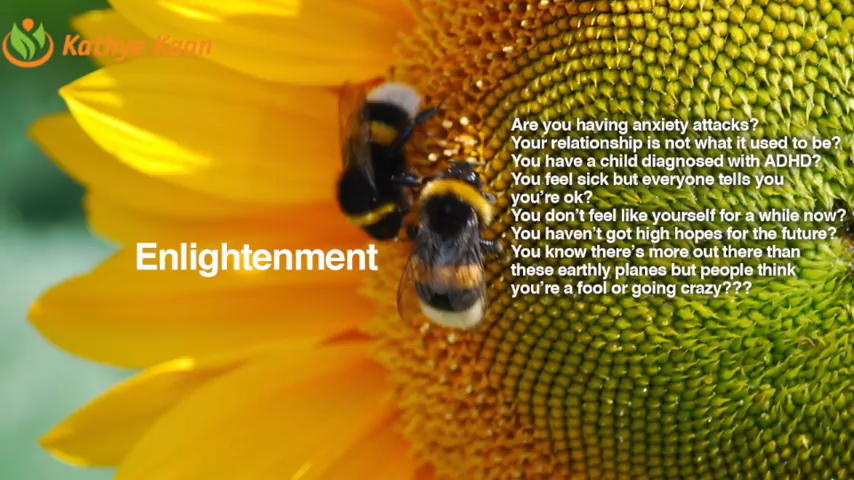 Kathye Kaan
Enlightenment
Are you having anxiety attacks?
Your relationship is not what it used to be?
You have a child diagnosed with ADHD?
You feel sick but everyone tells you
you're ok?
You don't feel like yourself for a while now?
You haven't got high hopes for the future?
You know there's more out there than
these earthly planes but people think
you're a fool or going crazy???